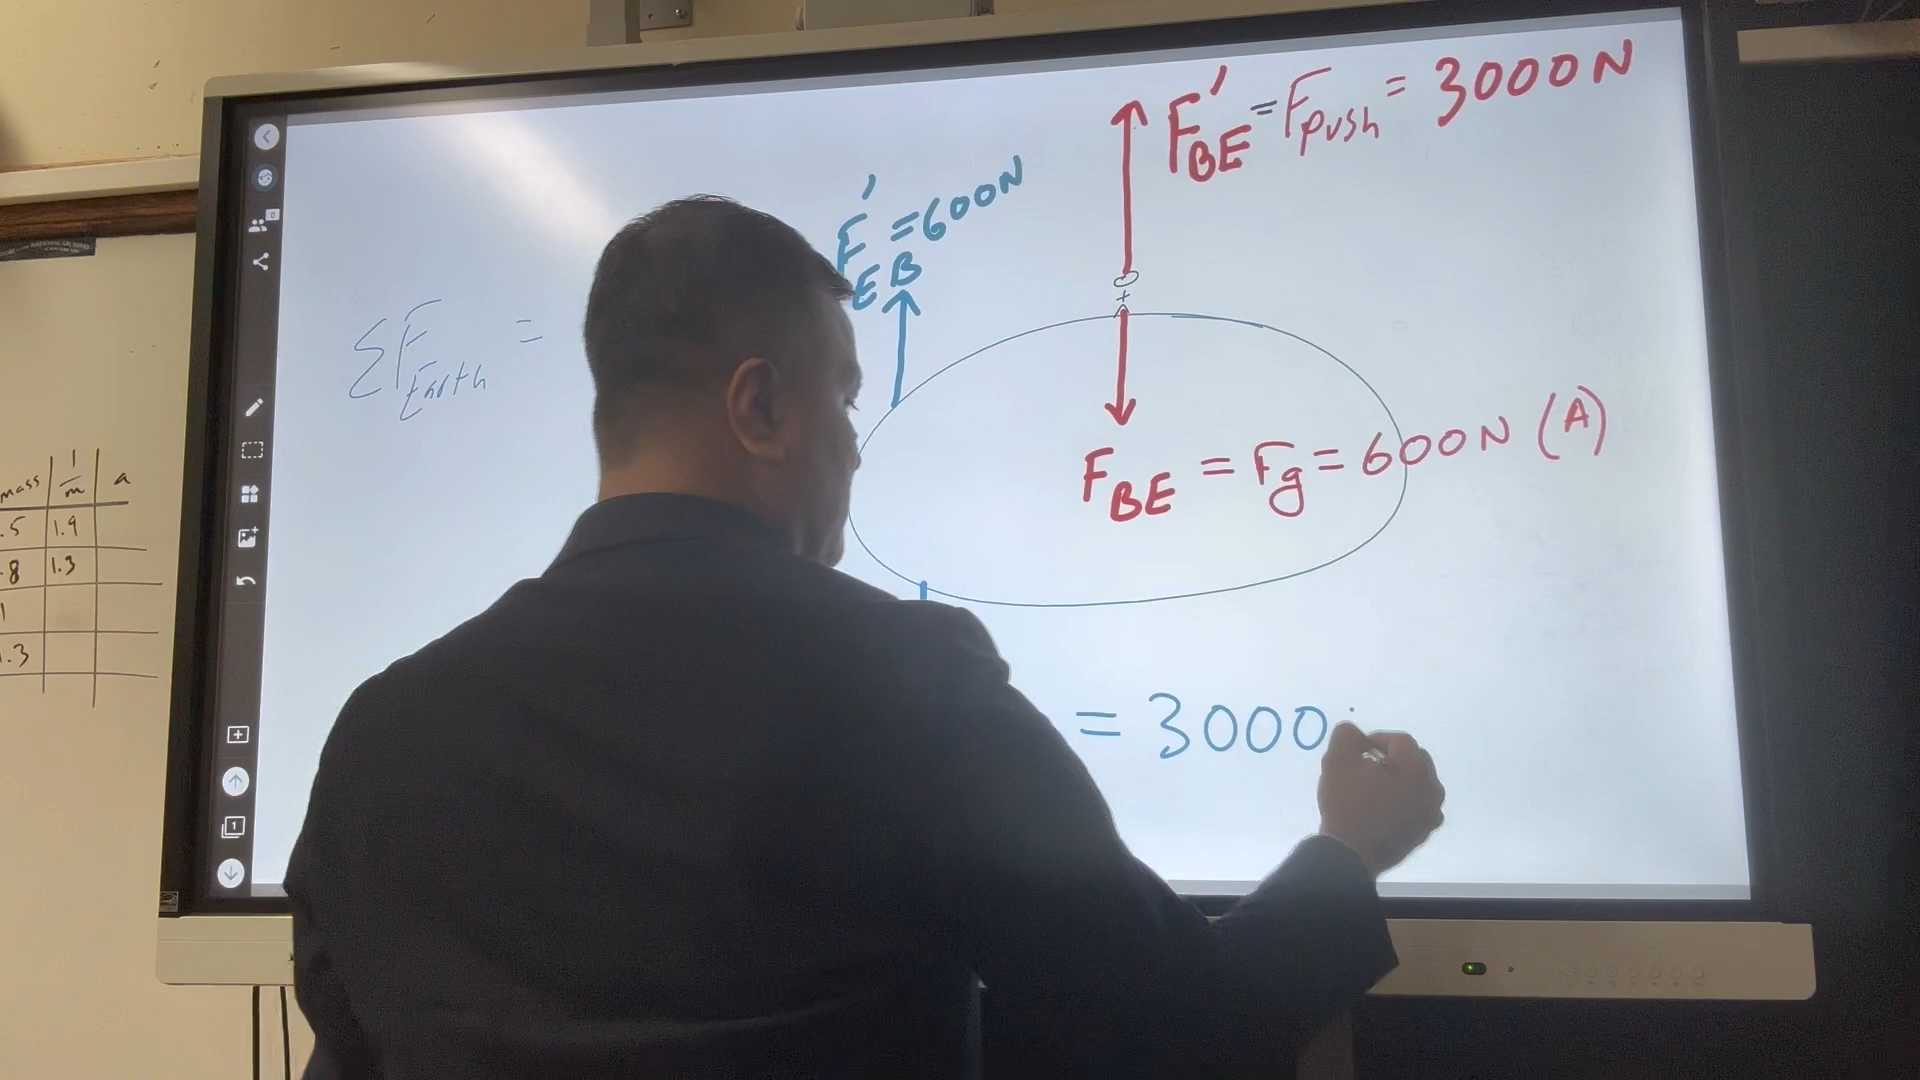 F'BE = Fpush = 3000N
F'EB = 600N
ΣFEarth =
FBE = Fg = 600N (A)
= 3000
mass 1/m a
.5 1.9
.8 1.3
1
1.3